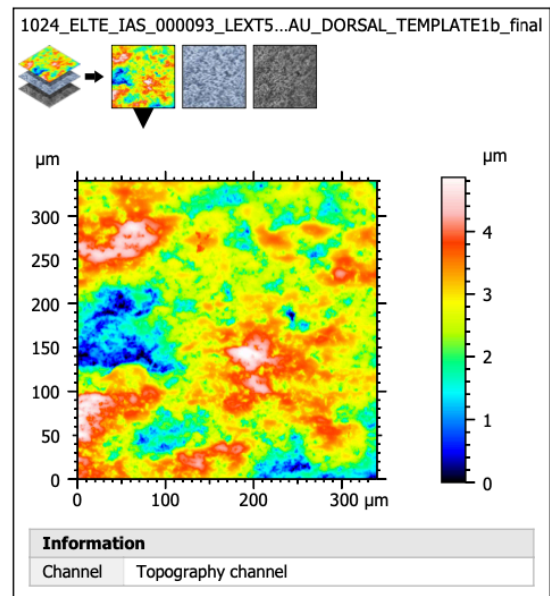 1024_ELTE_IAS_000093_LEXT5...AU_DORSAL_TEMPLATE1b_final
µm
µm
300
250
200
150
100
50
0
0 100 200 300 µm
4
3
2
1
0
Information
Channel Topography channel